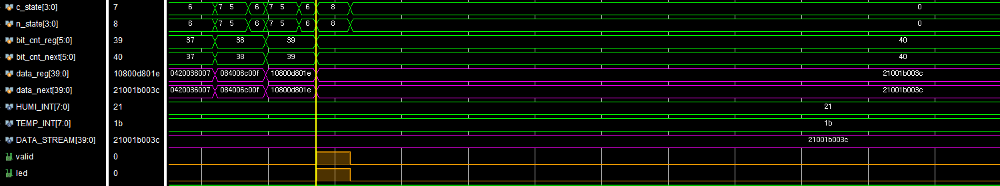 c_state[3:0] 7 6 7 5 6 7 5 6 8 0
n_state[3:0] 8 6 7 5 6 7 5 6 8 0
bit_cnt_reg[5:0] 39 37 38 39 40
bit_cnt_next[5:0] 40 37 38 39 40
data_reg[39:0] 10800d801e 0420036007 084006c00f 10800d801e 21001b003c
data_next[39:0] 21001b003c 0420036007 084006c00f 10800d801e 21001b003c
HUMI_INT[7:0] 21 21
TEMP_INT[7:0] 1b 1b
DATA_STREAM[39:0] 21001b003c 21001b003c
valid 0
led 0